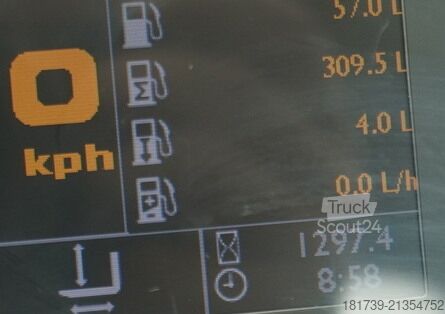 57.0 L
0
309.5 L
kph
Σ
4.0 L
0.0 L/h
Truck
Scout24
1297.4
8:58
181739-21354752